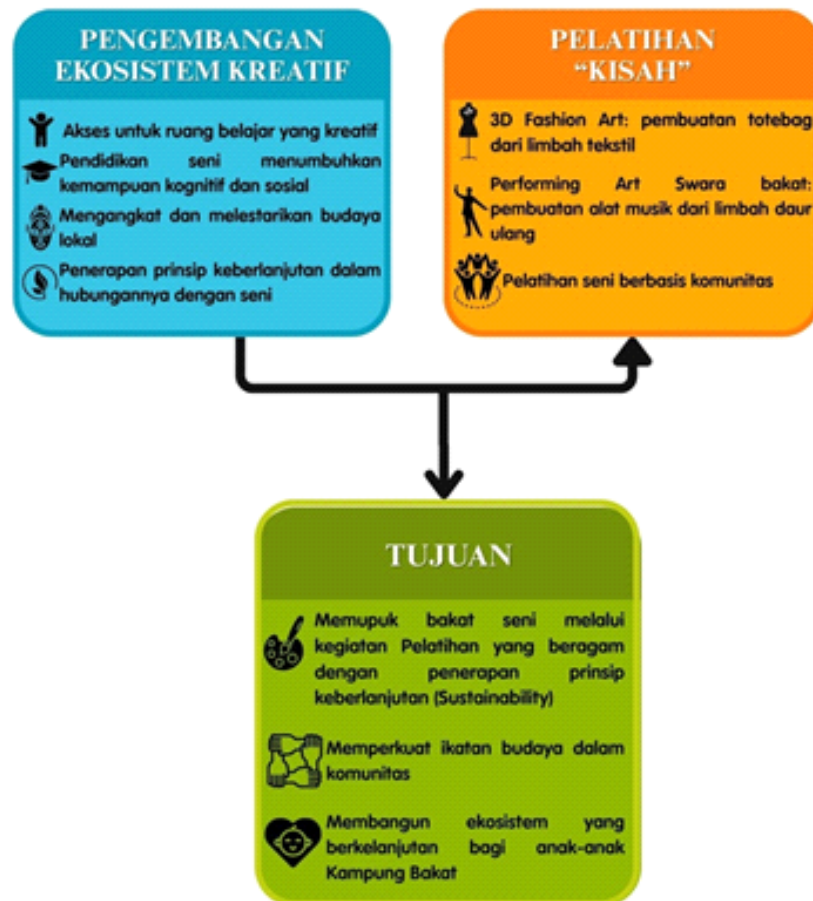 PENGEMBANGAN
EKOSISTEM KREATIF
Akses untuk ruang belajar yang kreatif
Pendidikan seni menumbuhkan
kemampuan kognitif dan sosial
Mengangkat dan melestarikan budaya
lokal
Penerapan prinsip keberlanjutan dalam
hubungannya dengan seni
PELATIHAN
“KISAH”
3D Fashion Art: pembuatan totebag
dari limbah tekstil
Performing Art Swara bakat:
pembuatan alat musik dari limbah daur
ulang
Pelatihan seni berbasis komunitas
TUJUAN
Memupuk bakat seni melalui
kegiatan Pelatihan yang beragam
dengan penerapan prinsip
keberlanjutan (Sustainability)
Memperkuat ikatan budaya dalam
komunitas
Membangun ekosistem yang
berkelanjutan bagi anak-anak
Kampung Bakat